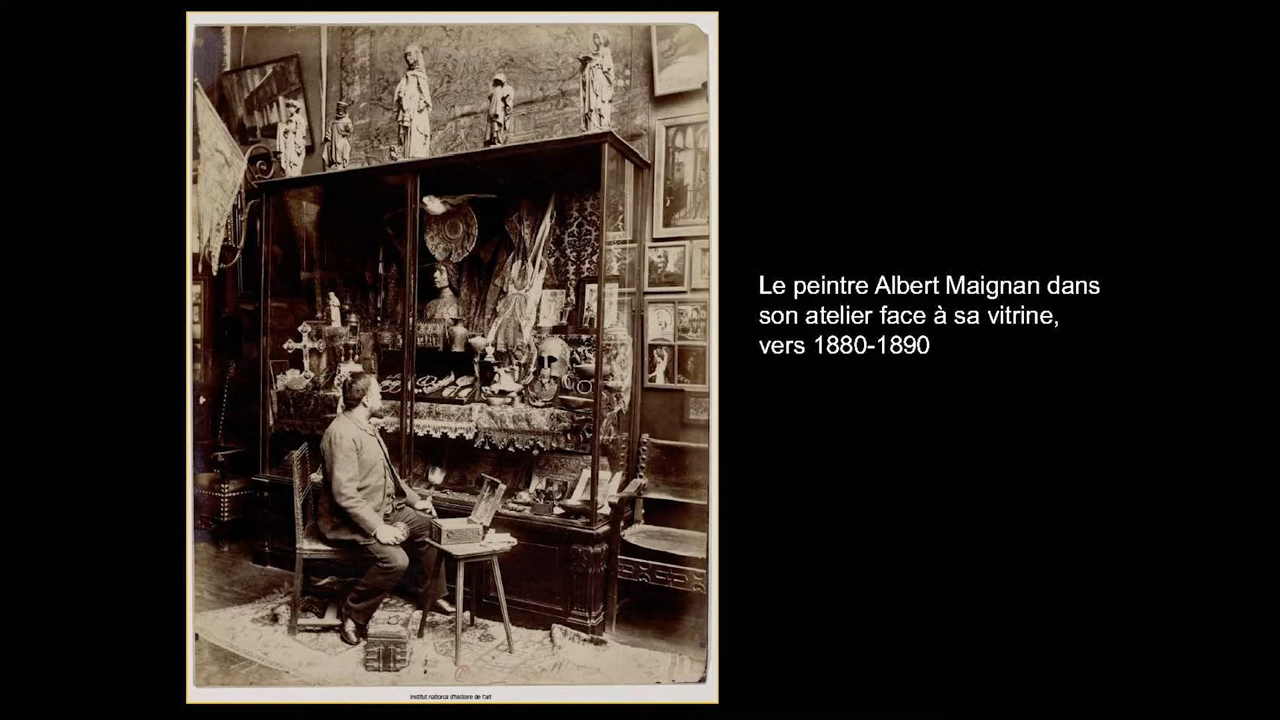 Le peintre Albert Maignan dans
son atelier face à sa vitrine,
vers 1880-1890
Institut national d'histoire de l'art